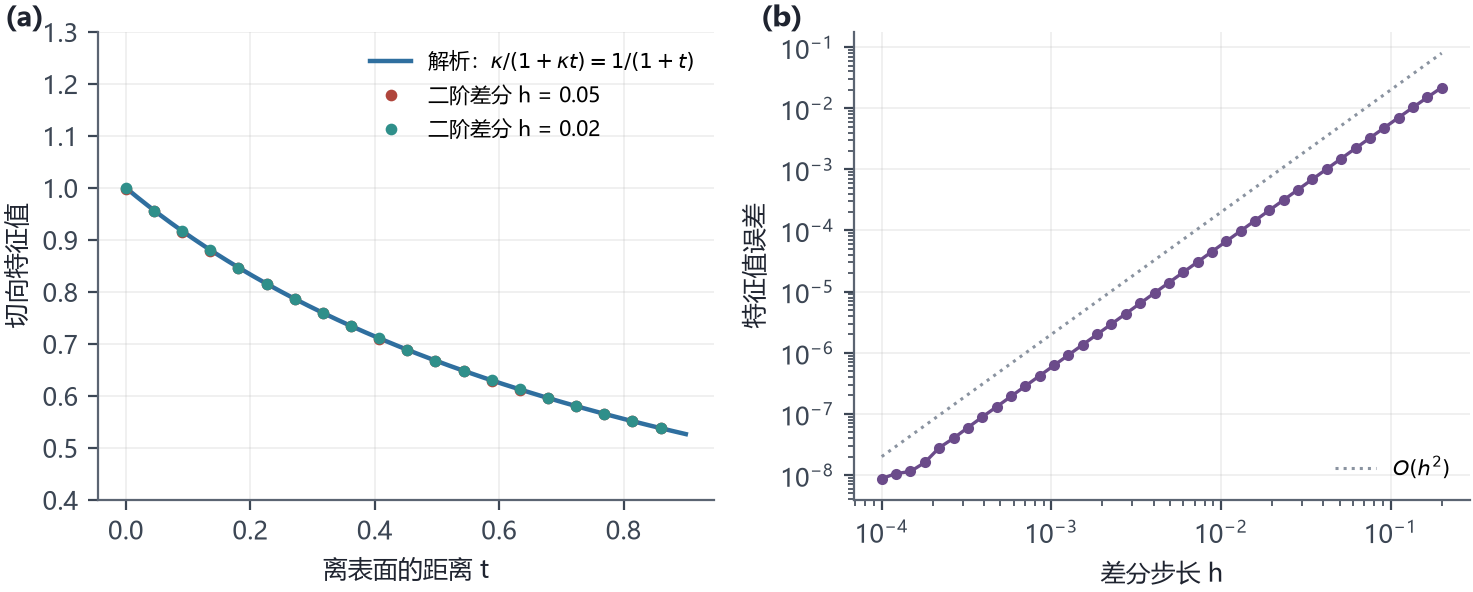 (a)
1.3
1.2
1.1
1.0
0.9
0.8
0.7
0.6
0.5
0.4
切向特征值
解析：κ/(1 + κt) = 1/(1 + t)
二阶差分 h = 0.05
二阶差分 h = 0.02
0.0 0.2 0.4 0.6 0.8
离表面的距离 t
(b)
10⁻¹
10⁻²
10⁻³
10⁻⁴
10⁻⁵
10⁻⁶
10⁻⁷
10⁻⁸
特征值误差
O(h²)
10⁻⁴ 10⁻³ 10⁻² 10⁻¹
差分步长 h